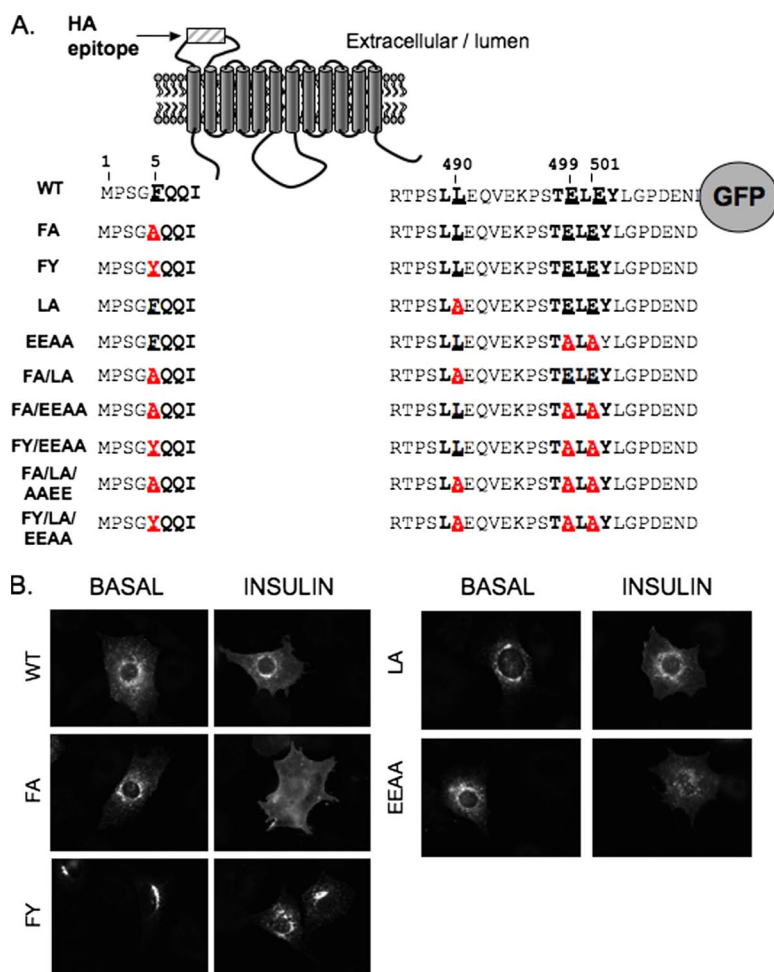 A.
HA epitope
Extracellular / lumen
1 5 490 499 501
WT MPSGFQQI RTPSLLEQVEKPSTELEYLGPDENI GFP
FA MPSGAQQI RTPSLLEQVEKPSTELEYLGPDEND
FY MPSGYQQI RTPSLLEQVEKPSTELEYLGPDEND
LA MPSGFQQI RTPSLAEQVEKPSTELEYLGPDEND
EEAA MPSGFQQI RTPSLLEQVEKPSTALAYLGPDEND
FA/LA MPSGAQQI RTPSLAEQVEKPSTELEYLGPDEND
FA/EEAA MPSGAQQI RTPSLLEQVEKPSTALAYLGPDEND
FY/EEAA MPSGYQQI RTPSLLEQVEKPSTALAYLGPDEND
FA/LA/AAEE MPSGAQQI RTPSLAEQVEKPSTALAYLGPDEND
FY/LA/EEAA MPSGYQQI RTPSLAEQVEKPSTALAYLGPDEND
B.
BASAL INSULIN BASAL INSULIN
WT LA
FA EEAA
FY